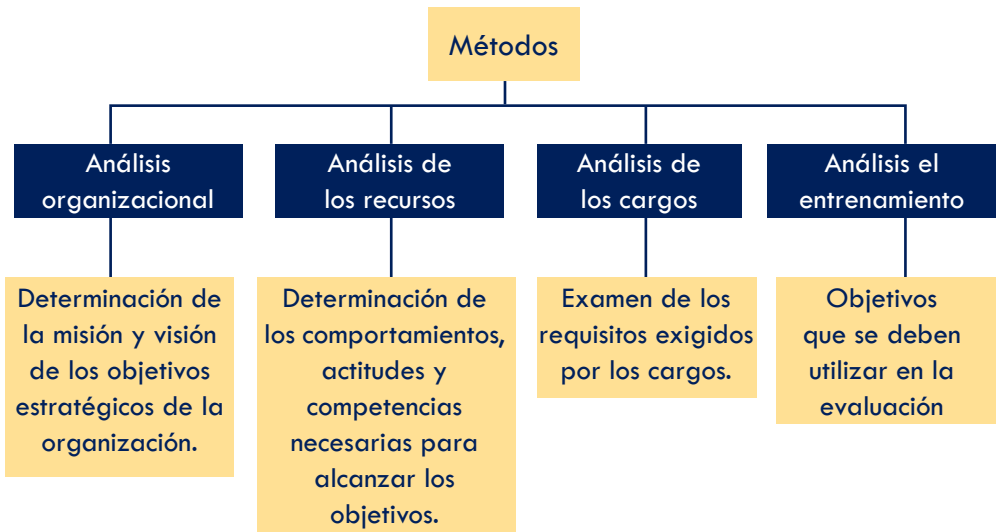 Métodos
Análisis
organizacional
Análisis de
los recursos
Análisis de
los cargos
Análisis el
entrenamiento
Determinación de
la misión y visión
de los objetivos
estratégicos de la
organización.
Determinación de
los comportamientos,
actitudes y
competencias
necesarias para
alcanzar los
objetivos.
Examen de los
requisitos exigidos
por los cargos.
Objetivos
que se deben
utilizar en la
evaluación